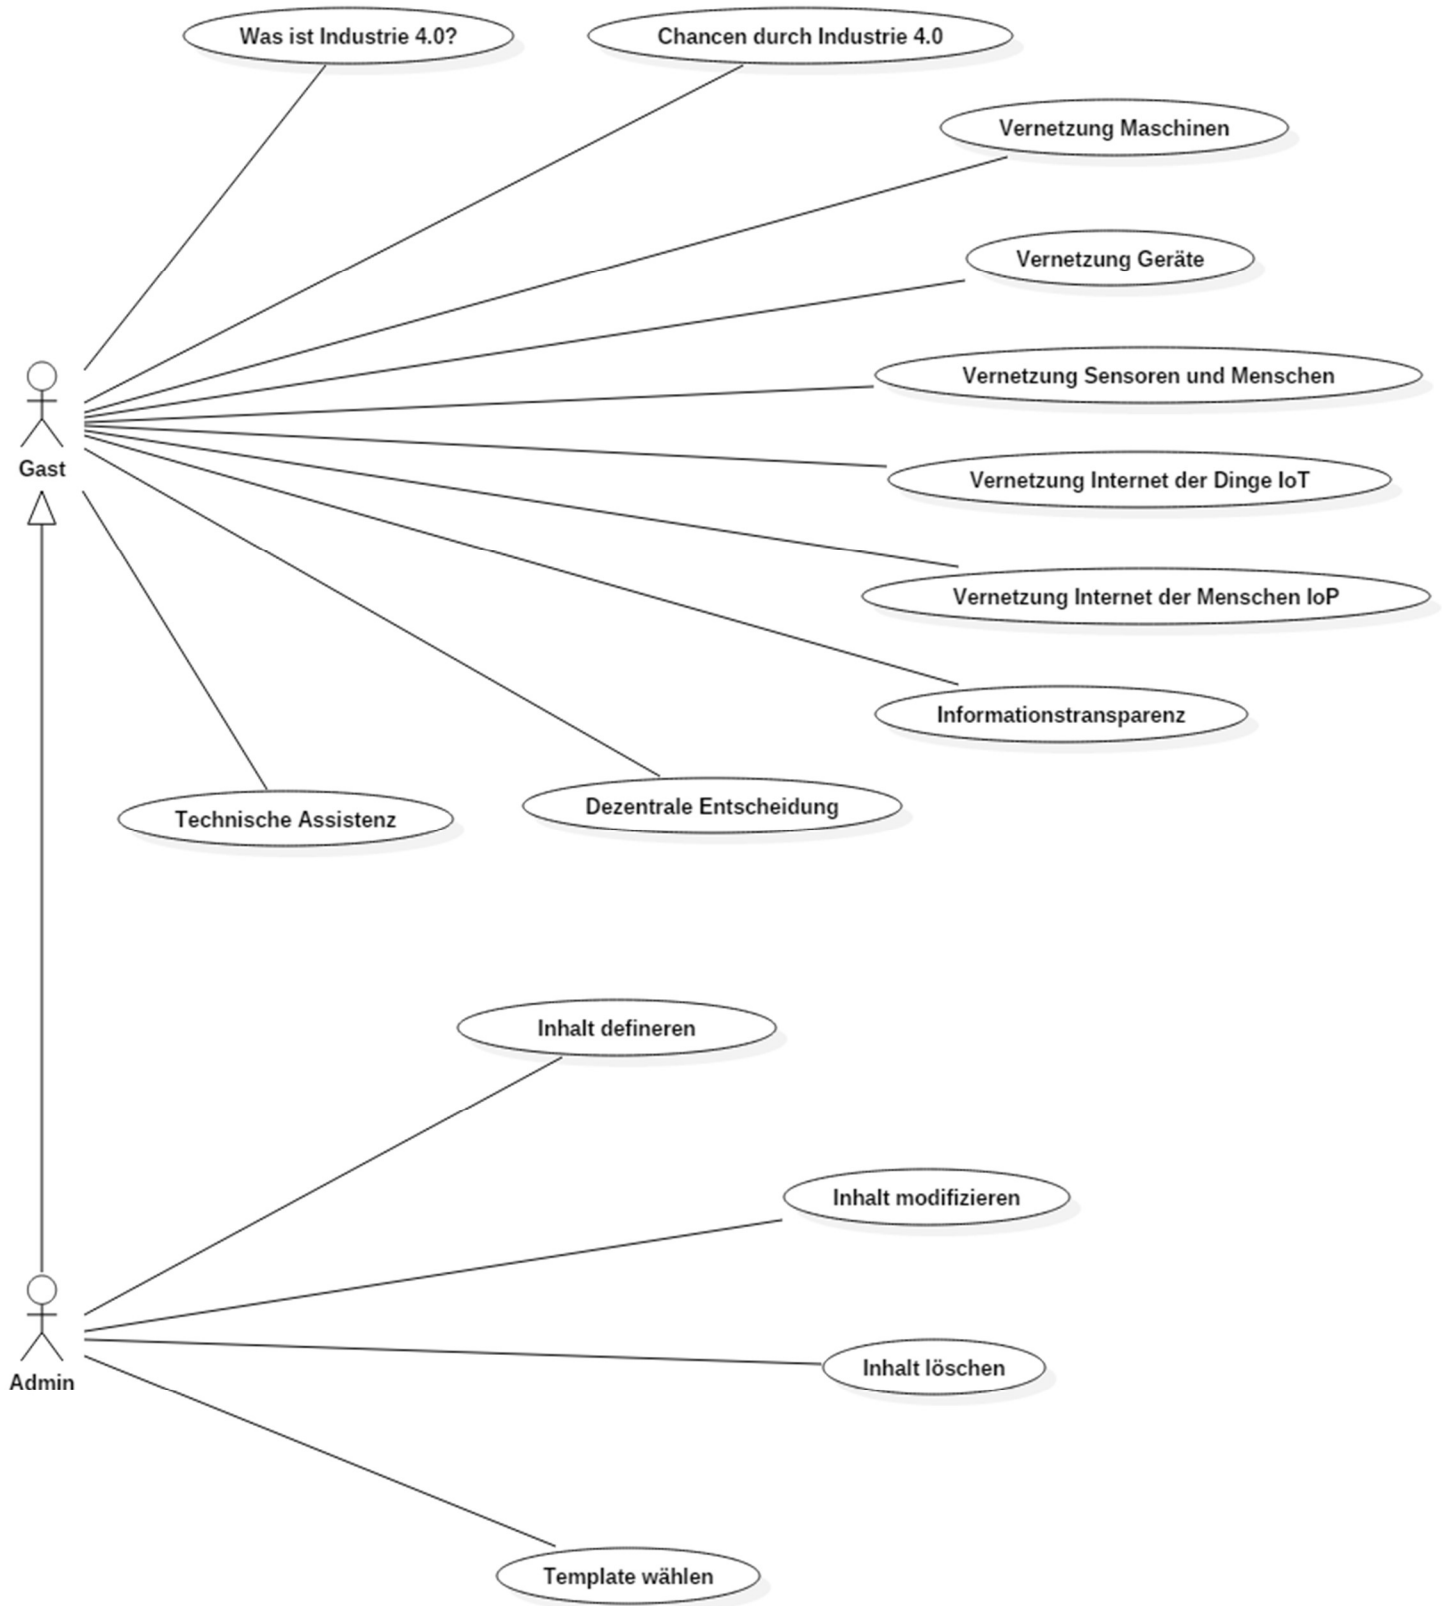 Was ist Industrie 4.0?
Chancen durch Industrie 4.0
Vernetzung Maschinen
Vernetzung Geräte
Vernetzung Sensoren und Menschen
Gast
Vernetzung Internet der Dinge IoT
Vernetzung Internet der Menschen IoP
Informationstransparenz
Dezentrale Entscheidung
Technische Assistenz
Inhalt defineren
Inhalt modifizieren
Inhalt löschen
Admin
Template wählen